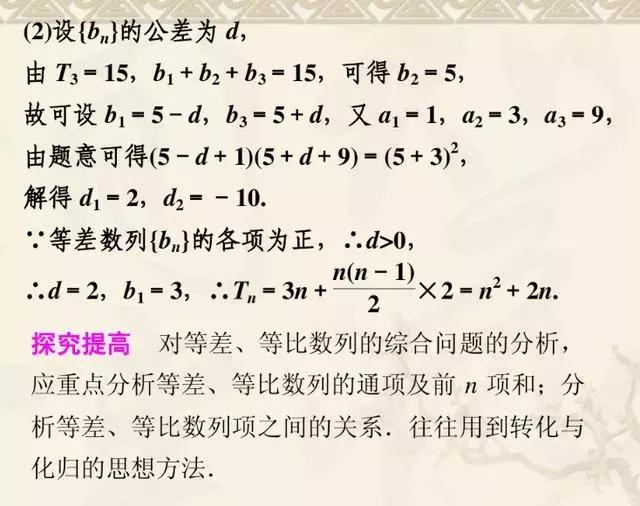 (2)设{bₙ}的公差为 d，
由 T₃＝15，b₁＋b₂＋b₃＝15，可得 b₂＝5，
故可设 b₁＝5－d，b₃＝5＋d，又 a₁＝1，a₂＝3，a₃＝9，
由题意可得(5－d＋1)(5＋d＋9)＝(5＋3)²，
解得 d₁＝2，d₂＝－10.
∵等差数列{bₙ}的各项为正，∴d>0，
∴d＝2，b₁＝3，∴Tₙ＝3n＋n(n－1)/2×2＝n²＋2n.
探究提高 对等差、等比数列的综合问题的分析，
应重点分析等差、等比数列的通项及前 n 项和；分
析等差、等比数列项之间的关系．往往用到转化与
化归的思想方法．